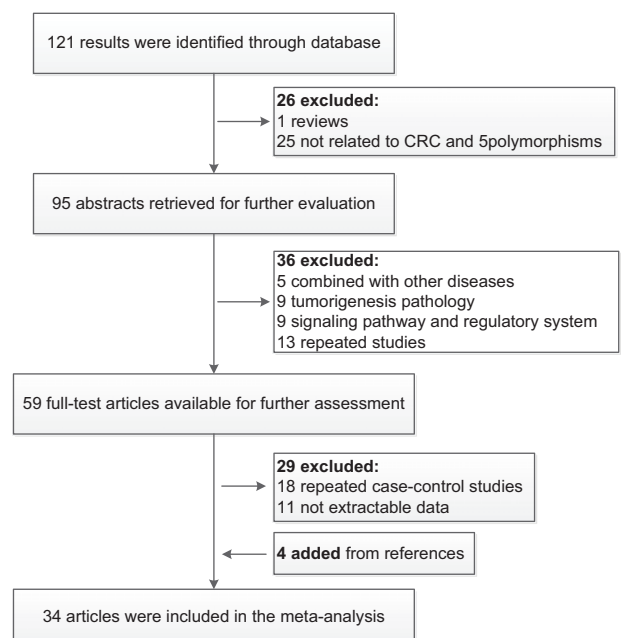 121 results were identified through database
26 excluded:
1 reviews
25 not related to CRC and 5polymorphisms
95 abstracts retrieved for further evaluation
36 excluded:
5 combined with other diseases
9 tumorigenesis pathology
9 signaling pathway and regulatory system
13 repeated studies
59 full-test articles available for further assessment
29 excluded:
18 repeated case-control studies
11 not extractable data
4 added from references
34 articles were included in the meta-analysis